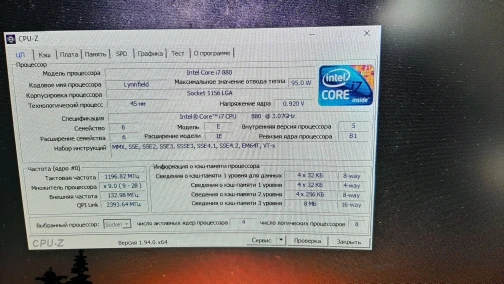 CPU-Z
ЦП Кэш Плата Память SPD Графика Тест О программе
Процессор
Модель процессора Intel Core i7 880
Кодовое имя процессора Lynnfield Максимальное значение отвода тепла 95.0 W
Корпусировка процессора Socket 1156 LGA
Технологический процесс 45 nm Напряжение ядра 0.920 V
intel
CORE i7
inside
Спецификация Intel® Core™ i7 CPU 880 @ 3.07GHz
Семейство 6 Модель E Внутренняя версия процессора 5
Расширение семейства 6 Расширение модели 1E Ревизия ядра процессора B1
Набор инструкций MMX, SSE, SSE2, SSE3, SSSE3, SSE4.1, SSE4.2, EM64T, VT-x
Частота (ядро #0) Информация о кэш-памяти процессора
Тактовая частота 1196.82 МГц Сведения о кэш-памяти 1 уровня для данных 4 x 32 КБ 8-way
Множитель процессора x 9.0 ( 9 - 28 ) Сведения о кэш-памяти 1 уровня 4 x 32 КБ 4-way
Внешняя частота 132.98 МГц Сведения о кэш-памяти 2 уровня 4 x 256 КБ 8-way
QPI Link 2393.64 МГц Сведения о кэш-памяти 3 уровня 8 МБ 16-way
Выбранный процессор: Socket число активных ядер процессора 4 число логических процессоров 8
CPU-Z Версия 1.94.0.x64 Сервис Проверка Закрыть